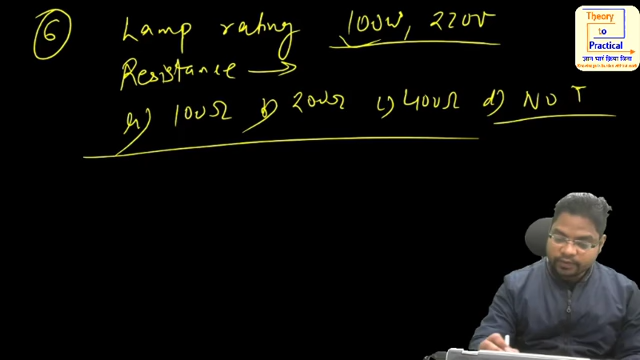 6 Lamp rating 100W, 220V
Resistance →
a) 100Ω b) 200Ω c) 400Ω d) NOT
Theory
to
Practical